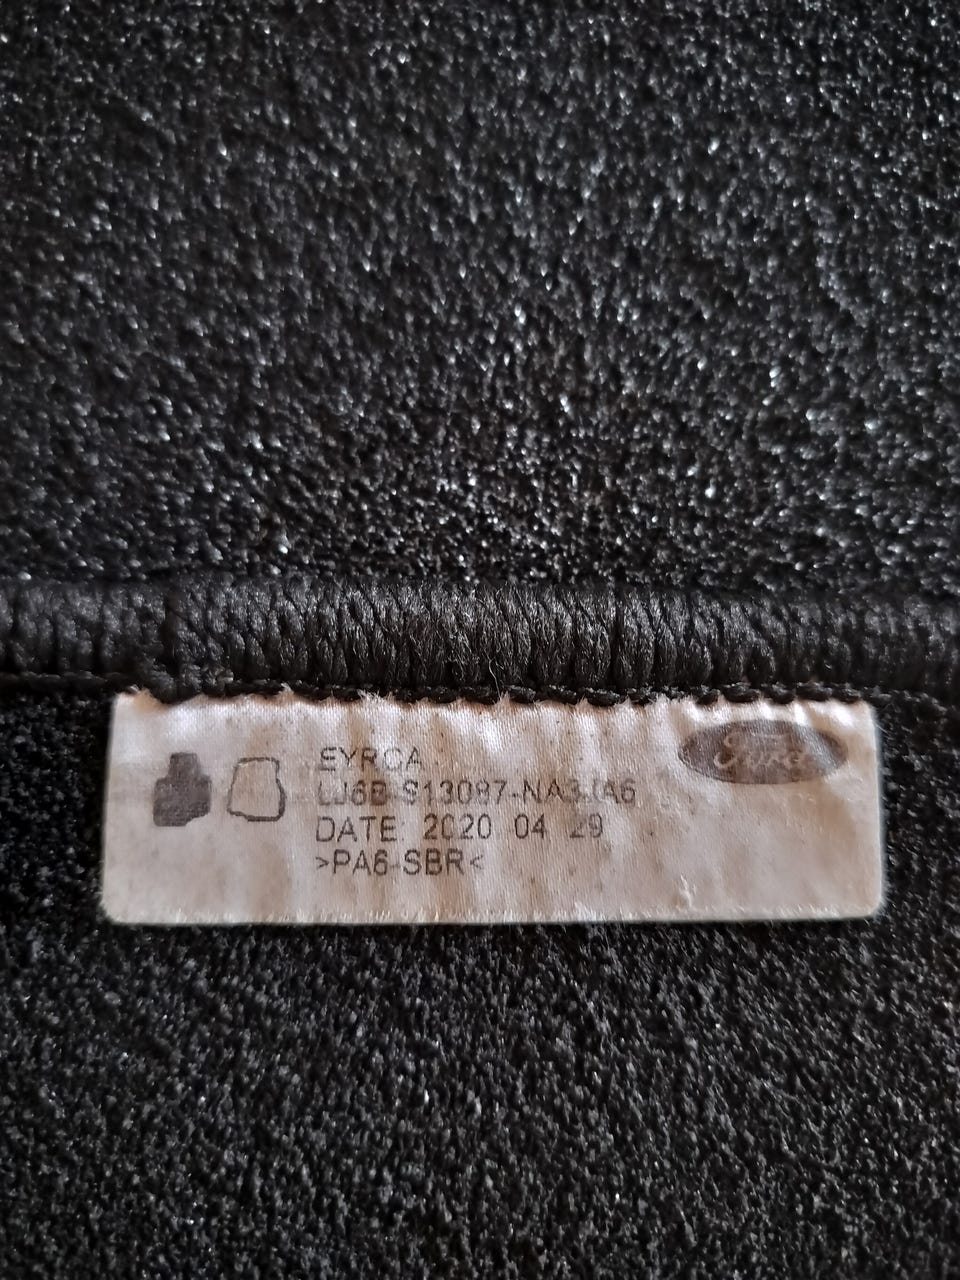 EYRCA
LJ6B-S13087-NA3JA6
DATE: 2020 04 29
>PA6-SBR<
Ford